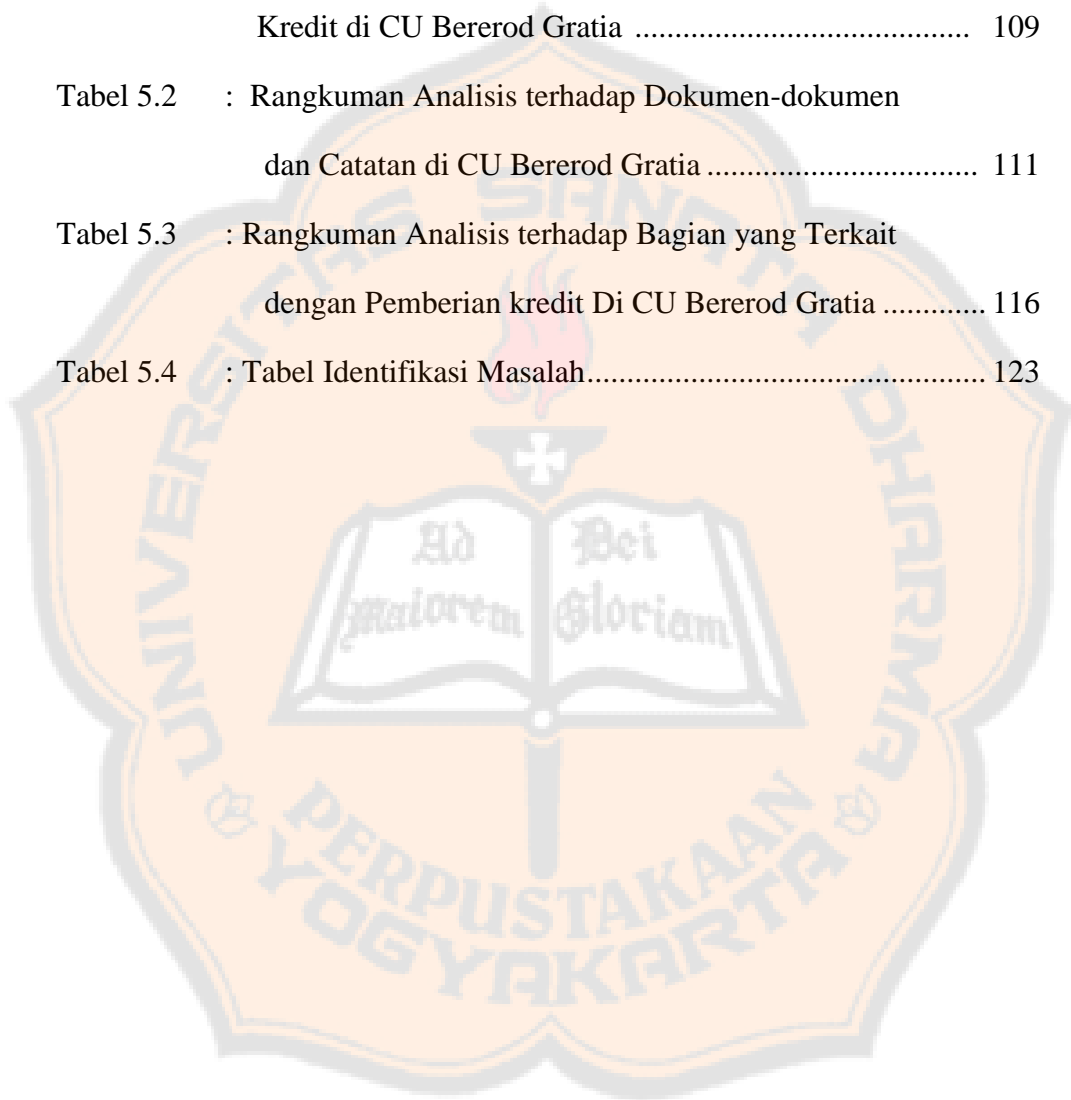 Kredit di CU Bererod Gratia .......................................... 109
Tabel 5.2 : Rangkuman Analisis terhadap Dokumen-dokumen
dan Catatan di CU Bererod Gratia .................................. 111
Tabel 5.3 : Rangkuman Analisis terhadap Bagian yang Terkait
dengan Pemberian kredit Di CU Bererod Gratia ............. 116
Tabel 5.4 : Tabel Identifikasi Masalah.................................................. 123
UNIVERSITAS SANATA DHARMA
Ad Dei
Maiorem Gloriam
PERPUSTAKAAN
YOGYAKARTA